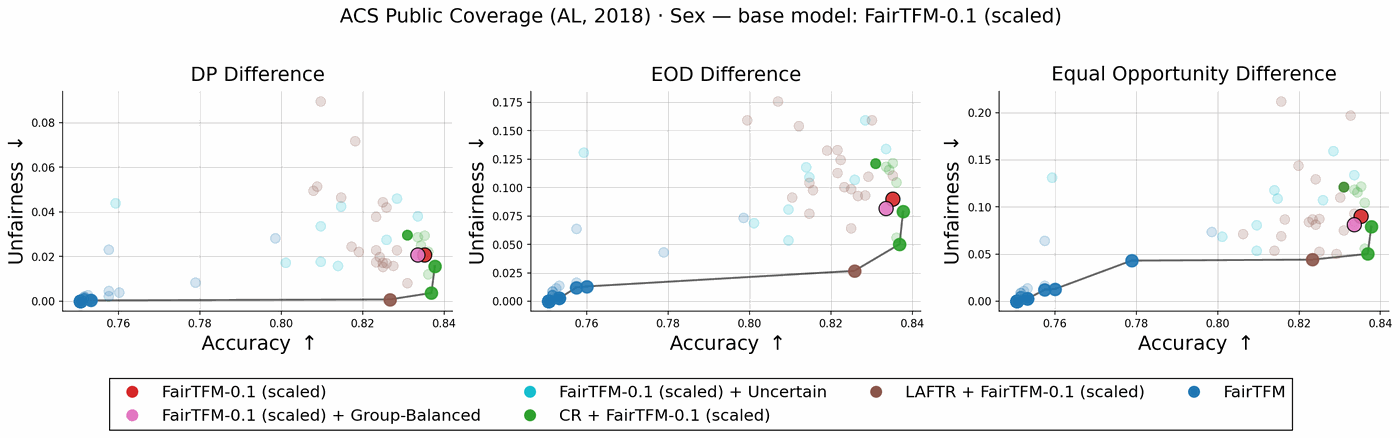 ACS Public Coverage (AL, 2018) · Sex — base model: FairTFM-0.1 (scaled)
DP Difference
EOD Difference
Equal Opportunity Difference
Unfairness ↓
0.08
0.06
0.04
0.02
0.00
0.76
0.78
0.80
0.82
0.84
Accuracy ↑
Unfairness ↓
0.175
0.150
0.125
0.100
0.075
0.050
0.025
0.000
0.76
0.78
0.80
0.82
0.84
Accuracy ↑
Unfairness ↓
0.20
0.15
0.10
0.05
0.00
0.76
0.78
0.80
0.82
0.84
Accuracy ↑
FairTFM-0.1 (scaled)
FairTFM-0.1 (scaled) + Group-Balanced
FairTFM-0.1 (scaled) + Uncertain
CR + FairTFM-0.1 (scaled)
LAFTR + FairTFM-0.1 (scaled)
FairTFM